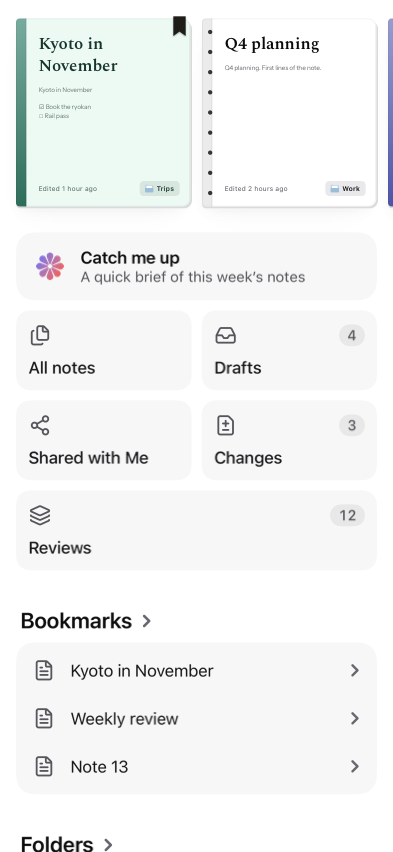 Kyoto in
November
Kyoto in November
☑ Book the ryokan
☐ Rail pass
Edited 1 hour ago
Trips
Q4 planning
Q4 planning. First lines of the note.
Edited 2 hours ago
Work
Catch me up
A quick brief of this week’s notes
All notes
Drafts
4
Shared with Me
Changes
3
Reviews
12
Bookmarks
Kyoto in November
Weekly review
Note 13
Folders